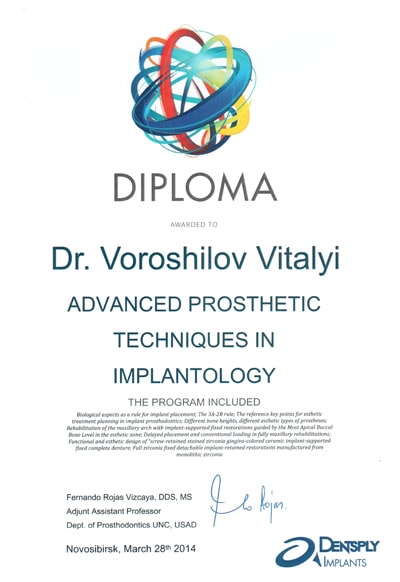 DIPLOMA
AWARDED TO
Dr. Voroshilov Vitalyi
ADVANCED PROSTHETIC
TECHNIQUES IN
IMPLANTOLOGY
THE PROGRAM INCLUDED
Biological aspects as a rule for implant placement; The 3A-2B rule; The reference key points for esthetic
treatment planning in implant prosthodontics; Different bone heights, different esthetic types of prostheses;
Rehabilitation of the maxillary arch with implant-supported fixed restorations guided by the Most Apical Buccal
Bone Level in the esthetic zone; Delayed placement and conventional loading in fully maxillary rehabilitations;
Functional and esthetic design of "screw-retained stained zirconia gingival-colored ceramic implant-supported
fixed complete denture; Full zirconia fixed detachable implant-retained restorations manufactured from
monolithic zirconia
Fernando Rojas Vizcaya, DDS, MS
Adjunt Assistant Professor
Dept. of Prosthodontics UNC, USAD
Novosibirsk, March 28th 2014
DENTSPLY
IMPLANTS